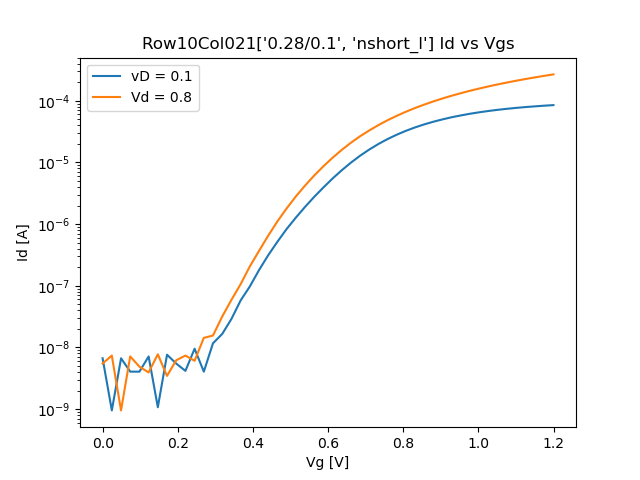 Row10Col021['0.28/0.1', 'nshort_l'] Id vs Vgs
vD = 0.1
Vd = 0.8
Id [A]
10⁻⁴
10⁻⁵
10⁻⁶
10⁻⁷
10⁻⁸
10⁻⁹
0.0 0.2 0.4 0.6 0.8 1.0 1.2
Vg [V]